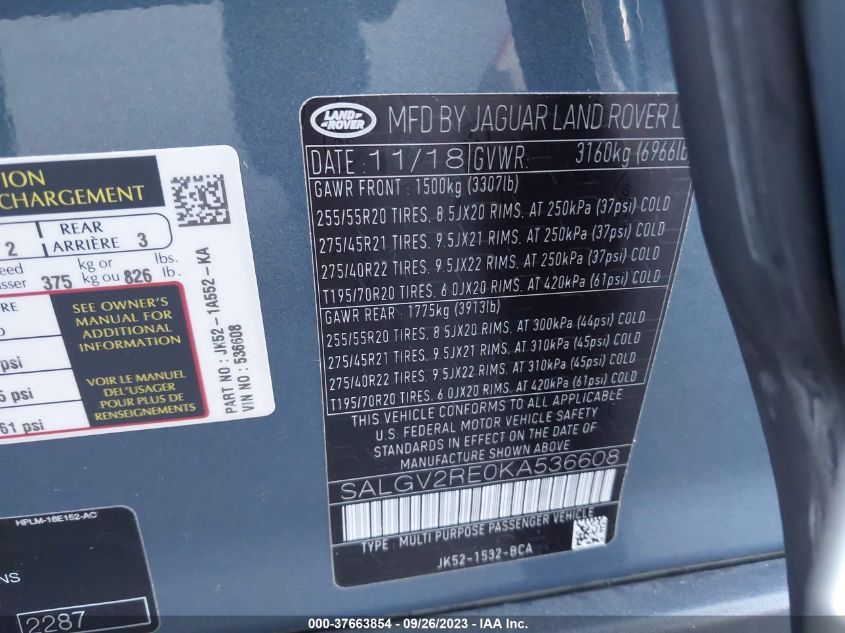 LAND ROVER
MFD BY JAGUAR LAND ROVER
DATE: 11/18 GVWR: 3160kg (6966lb
GAWR FRONT : 1500kg (3307lb)
255/55R20 TIRES. 8.5JX20 RIMS. AT 250kPa (37psi) COLD
275/45R21 TIRES. 9.5JX21 RIMS. AT 250kPa (37psi) COLD
275/40R22 TIRES. 9.5JX22 RIMS. AT 250kPa (37psi) COLD
T195/70R20 TIRES. 6.0JX20 RIMS. AT 420kPa (61psi) COLD
GAWR REAR : 1775kg (3913lb)
255/55R20 TIRES. 8.5JX20 RIMS. AT 300kPa (44psi) COLD
275/45R21 TIRES. 9.5JX21 RIMS. AT 310kPa (45psi) COLD
275/40R22 TIRES. 9.5JX22 RIMS. AT 310kPa (45psi) COLD
T195/70R20 TIRES. 6.0JX20 RIMS. AT 420kPa (61psi) COLD
THIS VEHICLE CONFORMS TO ALL APPLICABLE
U.S. FEDERAL MOTOR VEHICLE SAFETY
STANDARDS IN EFFECT ON THE DATE OF
MANUFACTURE SHOWN ABOVE
SALGV2RE0KA536608
TYPE : MULTI PURPOSE PASSENGER VEHICLE
JK52-1532-BCA
CHARGEMENT
2 REAR ARRIÈRE 3
375 kg or kg ou 826 lbs. lb.
SEE OWNER'S
MANUAL FOR
ADDITIONAL
INFORMATION
VOIR LE MANUEL
DEL'USAGER
POUR PLUS DE
RENSEIGNEMENTS
psi
5 psi
61 psi
PART NO : JK52-1A552-KA
VIN NO : 536608
HPLM-16E152-AC
NS
2287
000-37663854 - 09/26/2023 - IAA, Inc.